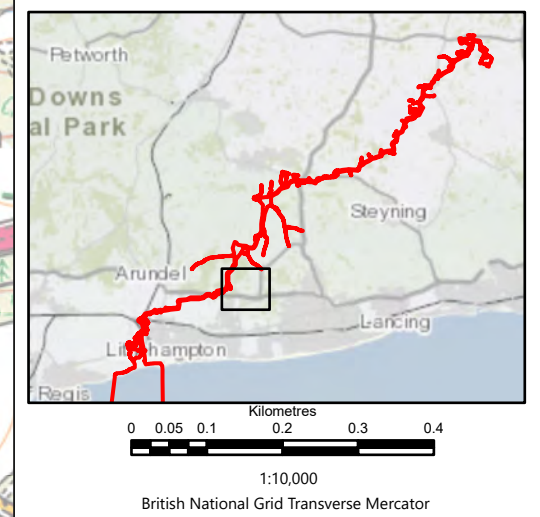 Petworth
Downs
al Park
Steyning
Arundel
Lancing
Littlehampton
f Regis
Kilometres
0 0.05 0.1 0.2 0.3 0.4
1:10,000
British National Grid Transverse Mercator